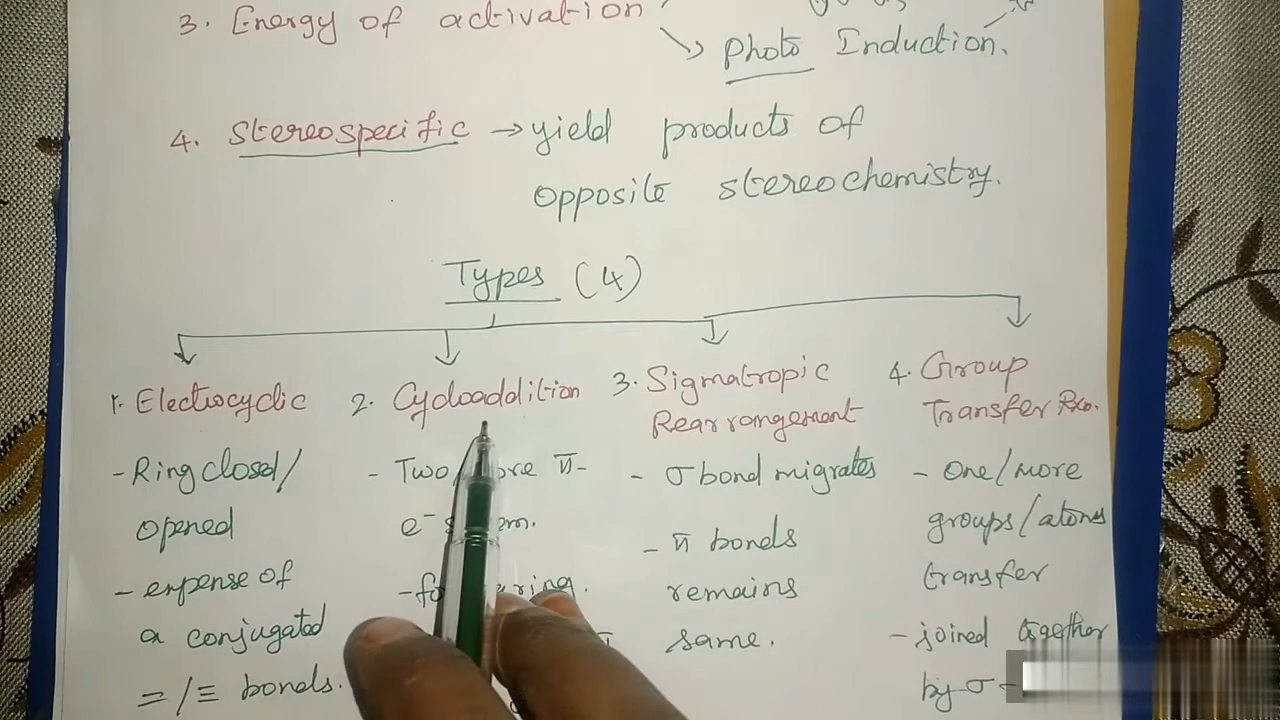 3. Energy of activation
Photo Induction.
4. Stereospecific → yield products of
opposite stereochemistry.
Types (4)
1. Electrocyclic
- Ring closed/
opened
- expense of
a conjugated
=/≡ bonds.
2. Cycloaddition
- Two π-
e⁻
- ring.
3. Sigmatropic
Rearrangement
- σ bond migrates
- π bonds
remains
same.
4. Group
Transfer Rxn.
- One/more
groups/atoms
transfer
- joined together
by σ -